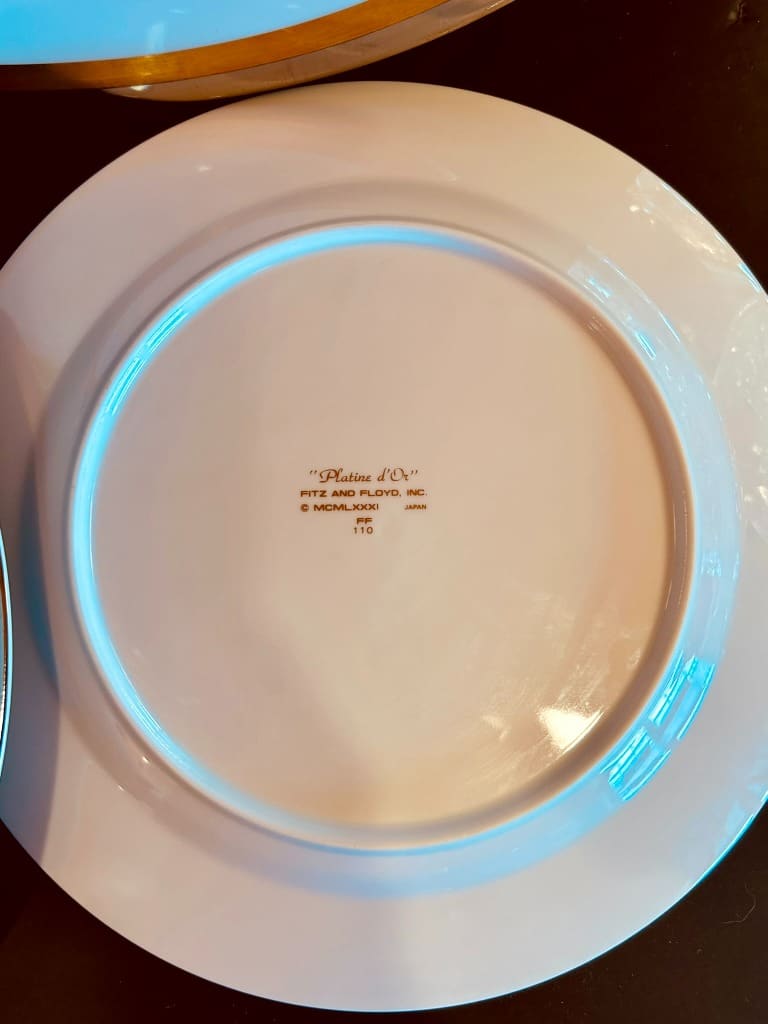 "Platine d'Or"
FITZ AND FLOYD, INC.
© MCMLXXXI JAPAN
FF
110